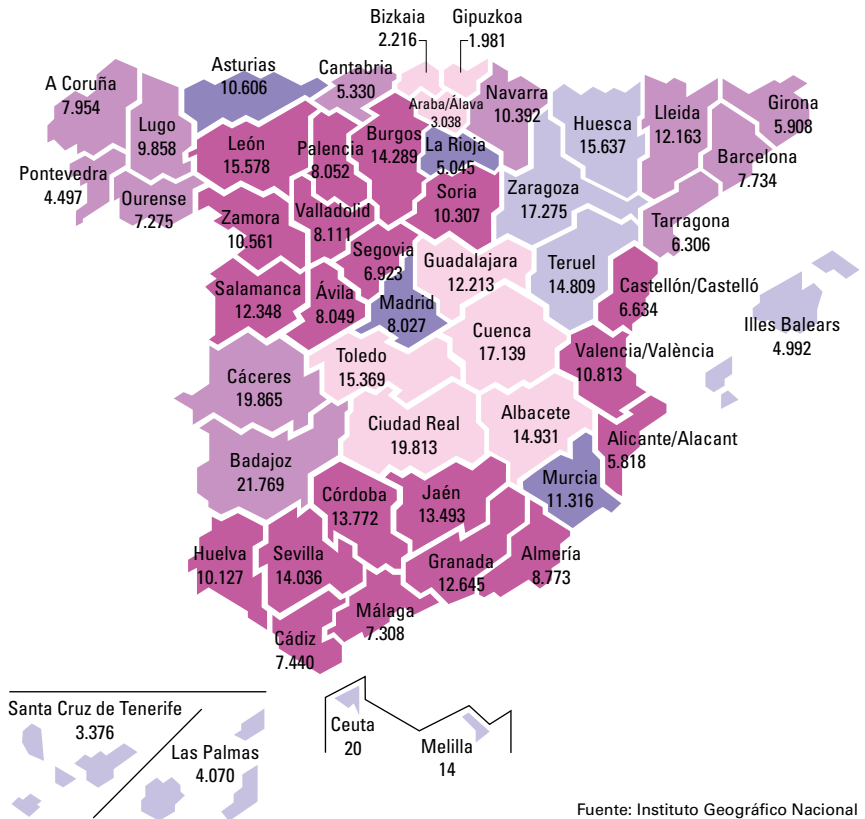 Bizkaia
2.216
Gipuzkoa
1.981
Asturias
10.606
Cantabria
5.330
A Coruña
7.954
Lugo
9.858
Araba/Álava
3.038
Navarra
10.392
Huesca
15.637
Lleida
12.163
Girona
5.908
León
15.578
Palencia
8.052
Burgos
14.289
La Rioja
5.045
Barcelona
7.734
Pontevedra
4.497
Ourense
7.275
Zamora
10.561
Valladolid
8.111
Soria
10.307
Zaragoza
17.275
Tarragona
6.306
Segovia
6.923
Guadalajara
12.213
Teruel
14.809
Castellón/Castelló
6.634
Salamanca
12.348
Ávila
8.049
Madrid
8.027
Illes Balears
4.992
Cuenca
17.139
Toledo
15.369
Valencia/València
10.813
Cáceres
19.865
Ciudad Real
19.813
Albacete
14.931
Alicante/Alacant
5.818
Badajoz
21.769
Murcia
11.316
Córdoba
13.772
Jaén
13.493
Huelva
10.127
Sevilla
14.036
Granada
12.645
Almería
8.773
Málaga
7.308
Cádiz
7.440
Santa Cruz de Tenerife
3.376
Las Palmas
4.070
Ceuta
20
Melilla
14
Fuente: Instituto Geográfico Nacional